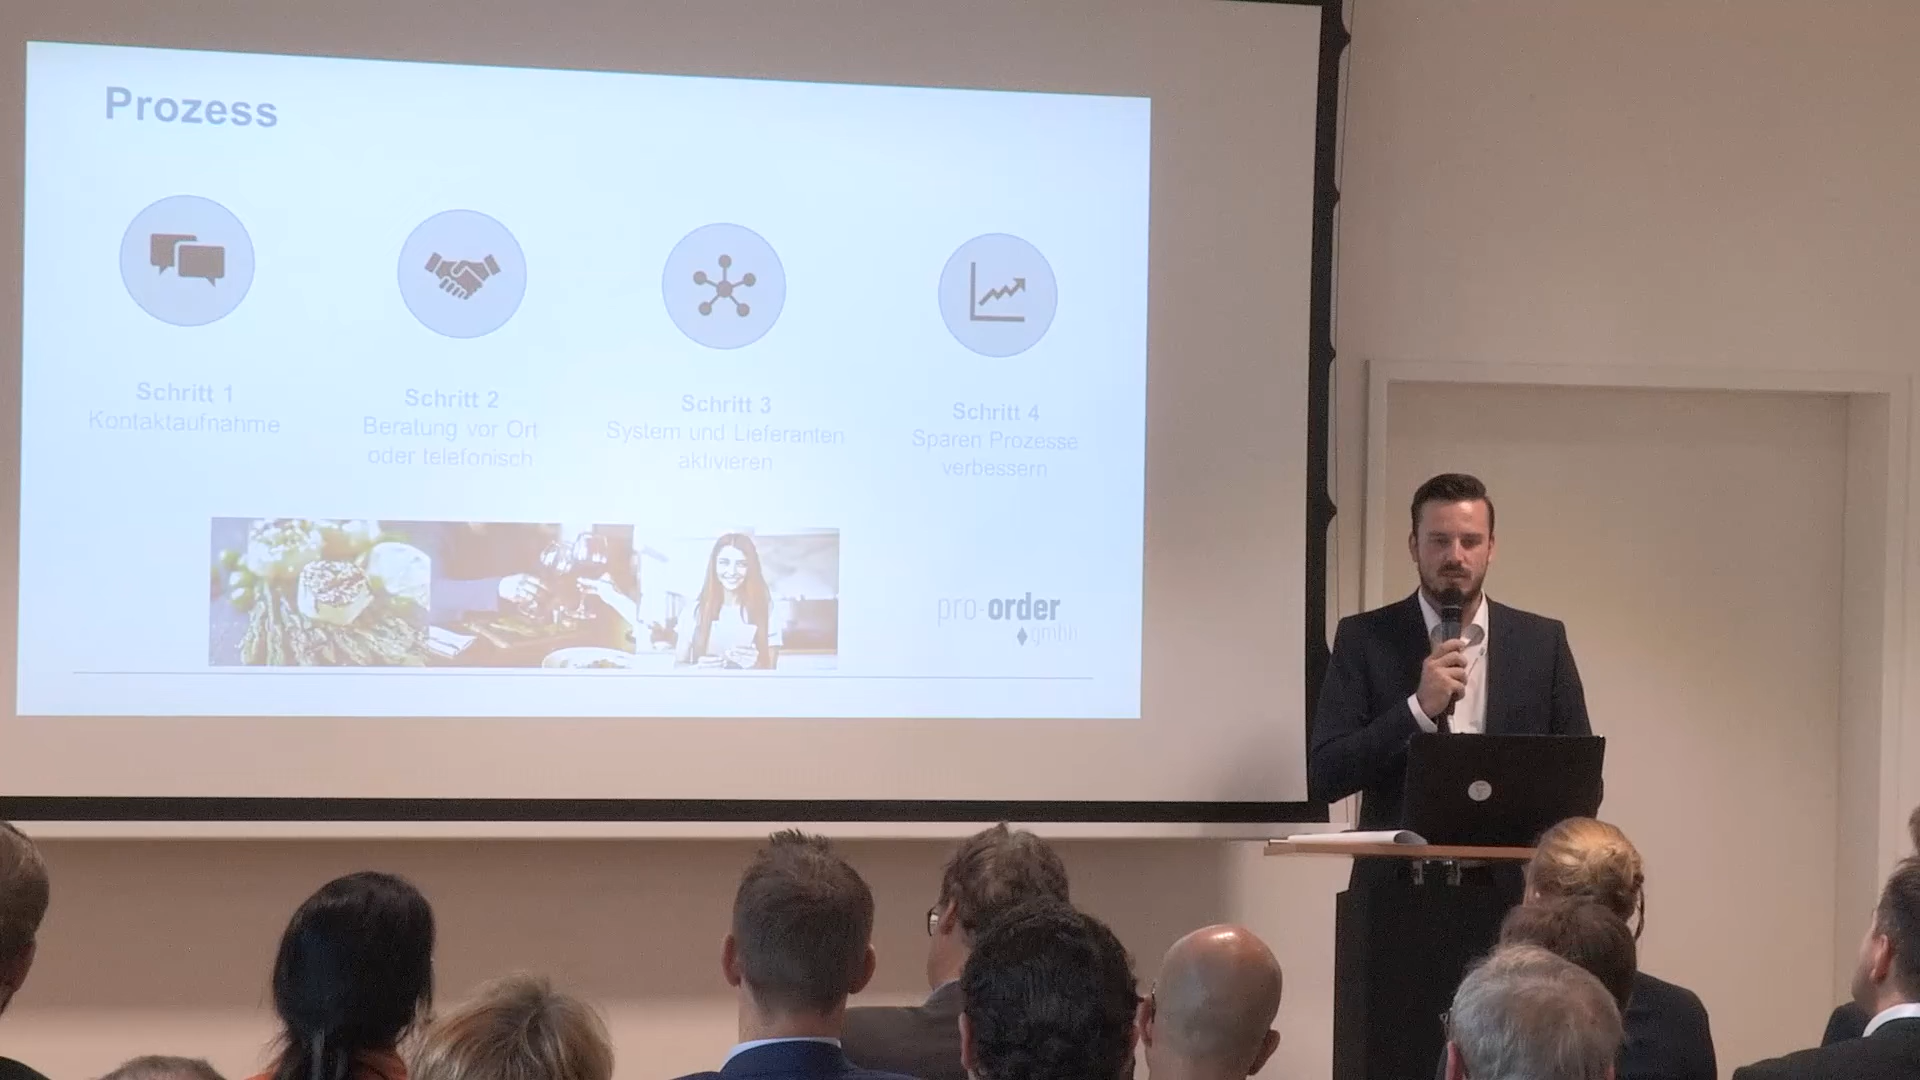 Prozess
Schritt 1
Kontaktaufnahme
Schritt 2
Beratung vor Ort
oder telefonisch
Schritt 3
System und Lieferanten
aktivieren
Schritt 4
Sparen Prozesse
verbessern
pro-order
gmbh